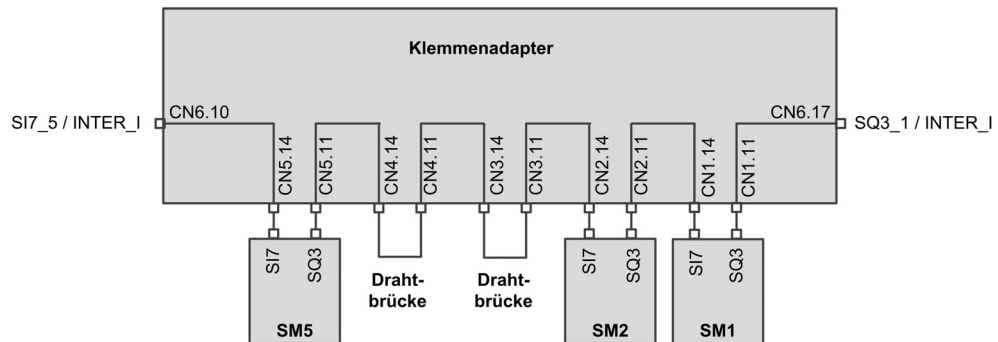 Klemmenadapter
SI7_5 / INTER_I
CN6.10
CN6.17
SQ3_1 / INTER_I
CN5.14
CN5.11
CN4.14
CN4.11
CN3.14
CN3.11
CN2.14
CN2.11
CN1.14
CN1.11
SI7
SQ3
SM5
Draht-
brücke
Draht-
brücke
SI7
SQ3
SM2
SI7
SQ3
SM1